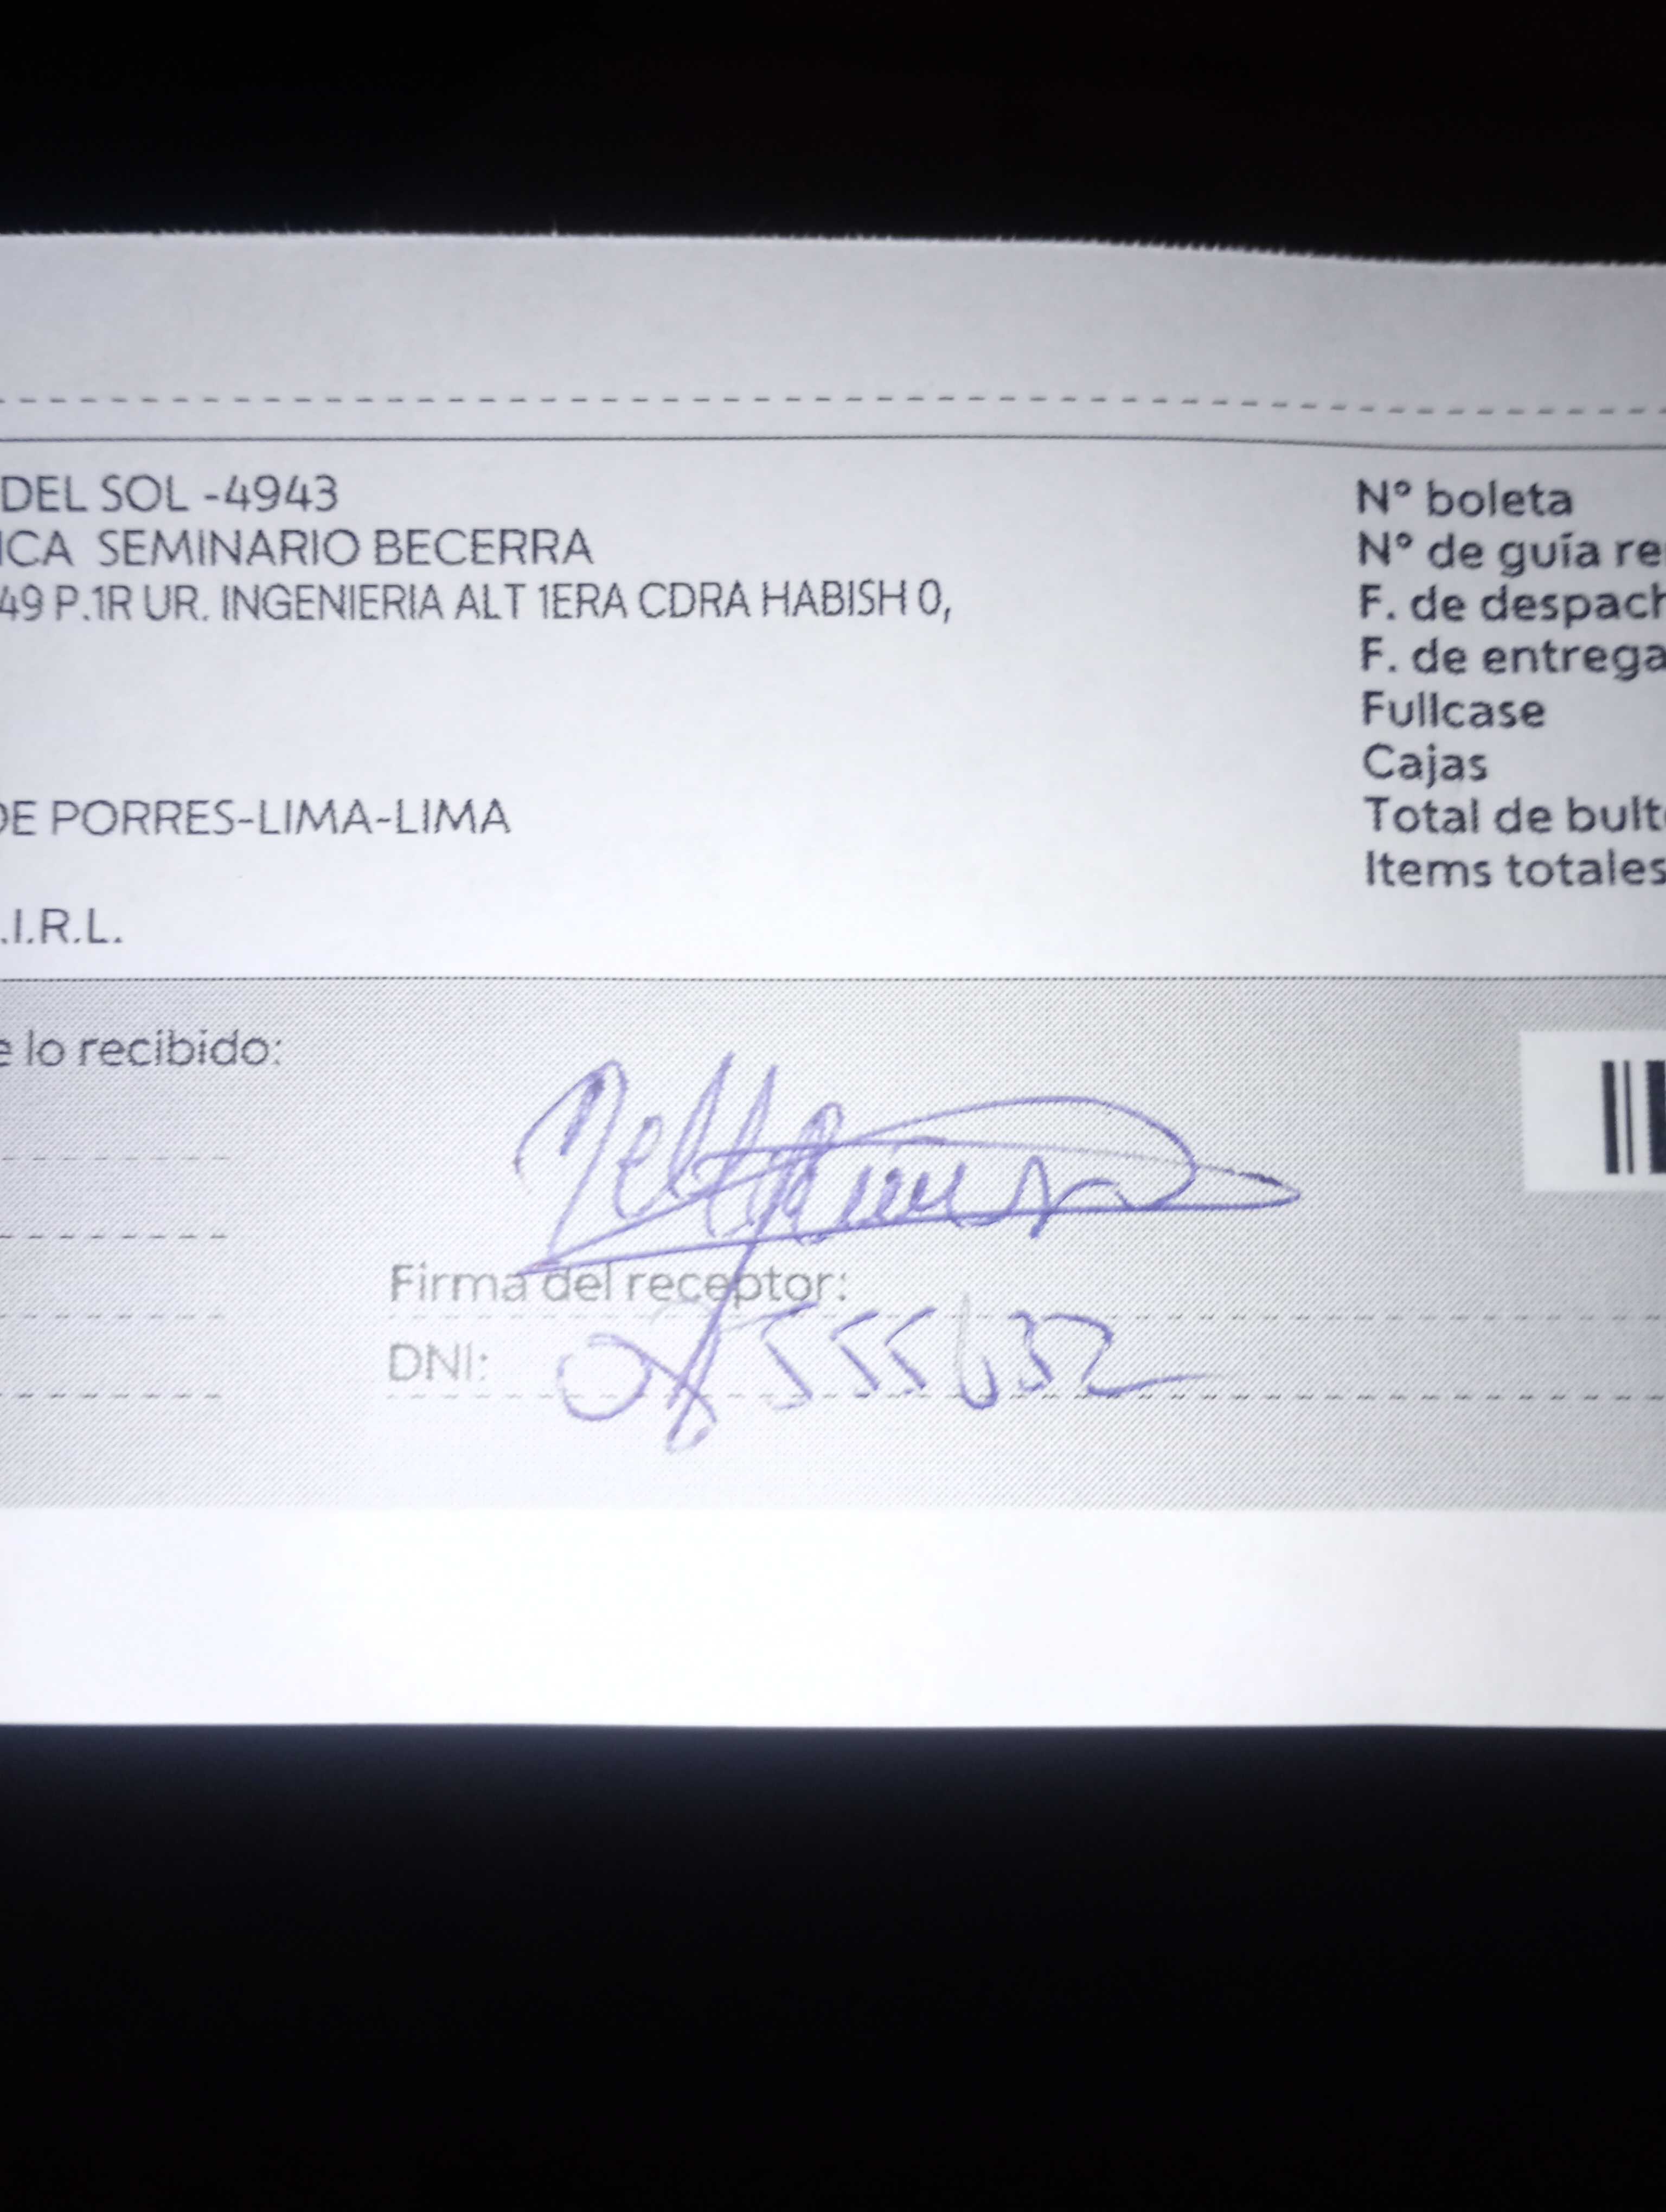 DEL SOL -4943
ICA SEMINARIO BECERRA
49 P.1R UR. INGENIERIA ALT 1ERA CDRA HABISH 0,
DE PORRES-LIMA-LIMA
.I.R.L.
N° boleta
N° de guía re
F. de despach
F. de entrega
Fullcase
Cajas
Total de bult
Items totales
e lo recibido:
Firma del receptor:
DNI: 08555632